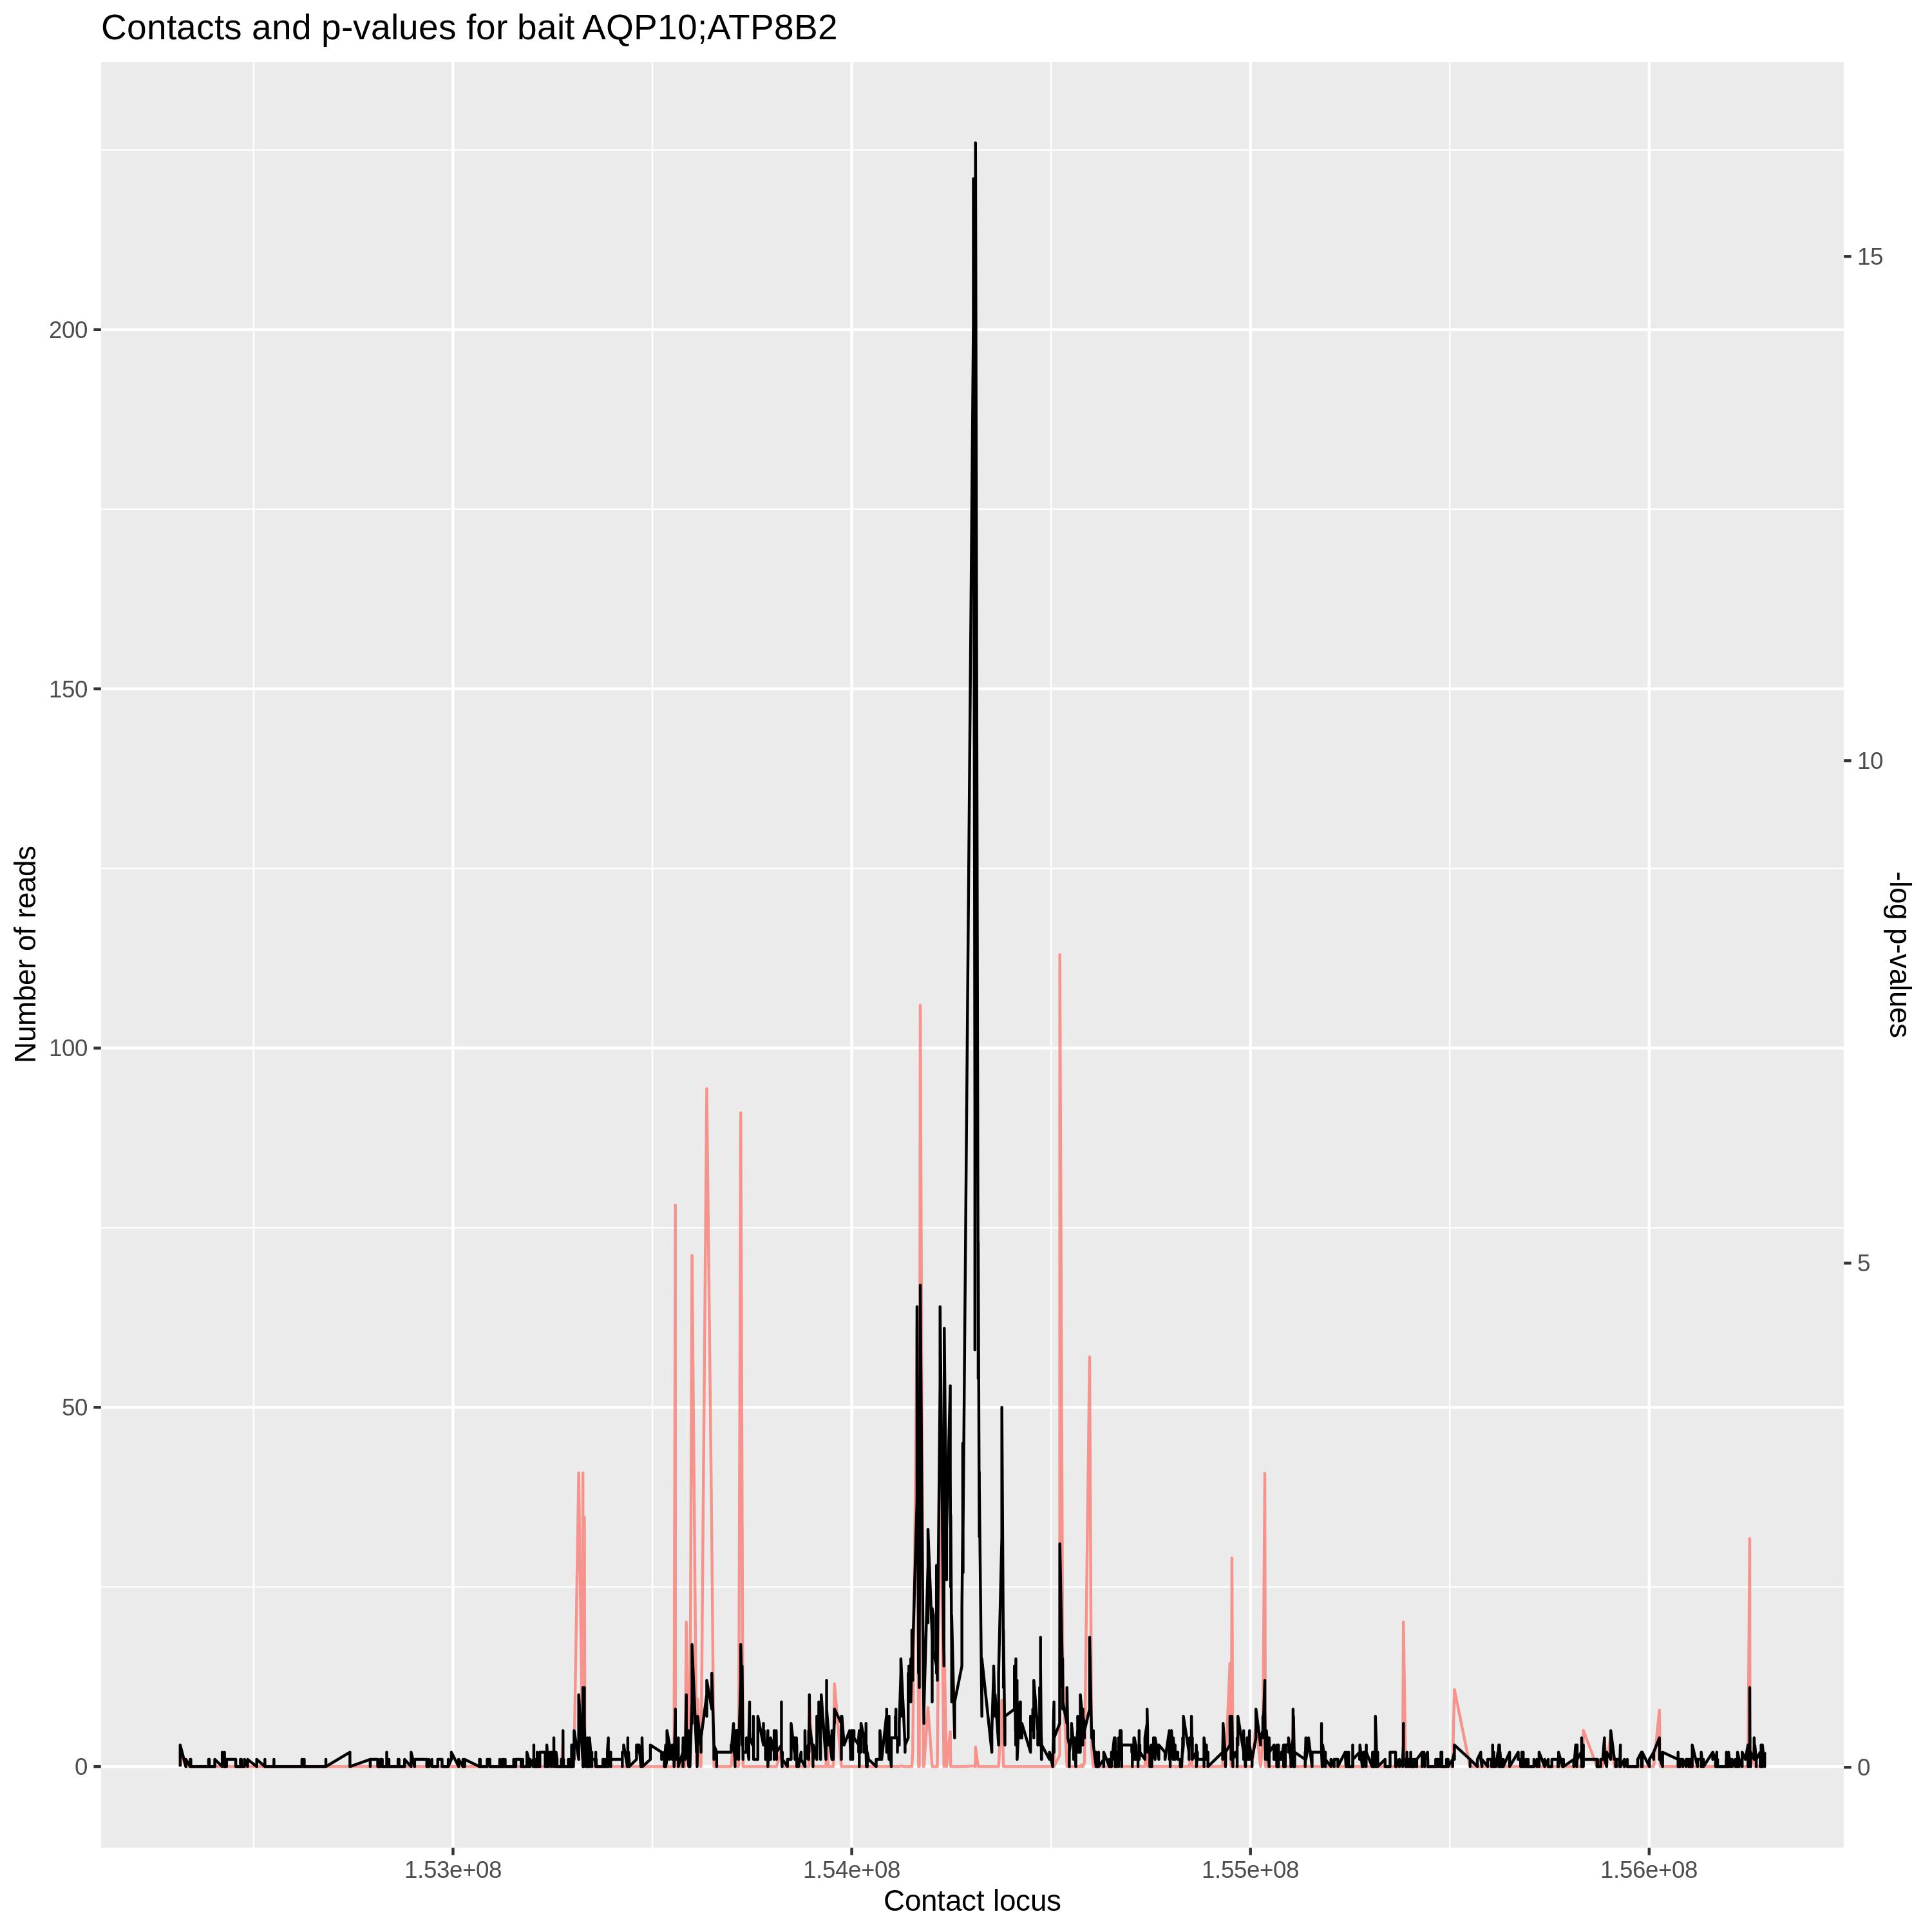 Contacts and p-values for bait AQP10;ATP8B2
Number of reads
200
150
100
50
0
15
10
5
0
-log p-values
1.53e+08 1.54e+08 1.55e+08 1.56e+08
Contact locus